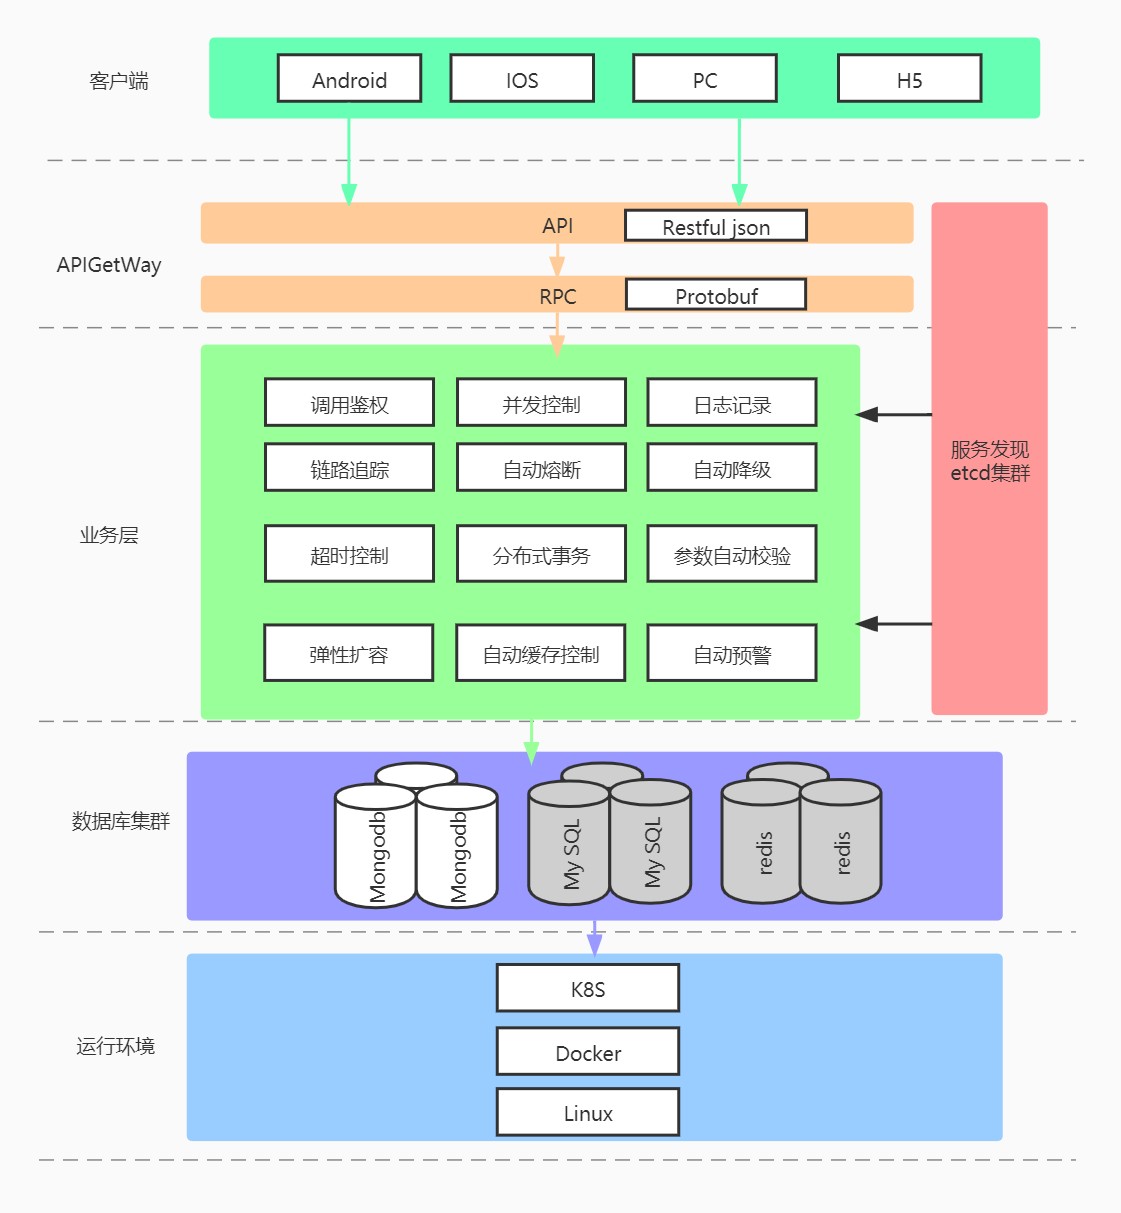 客户端
Android
IOS
PC
H5
APIGetWay
API
Restful json
RPC
Protobuf
业务层
调用鉴权
并发控制
日志记录
链路追踪
自动熔断
自动降级
超时控制
分布式事务
参数自动校验
弹性扩容
自动缓存控制
自动预警
服务发现
etcd集群
数据库集群
Mongodb
Mongodb
My SQL
My SQL
redis
redis
运行环境
K8S
Docker
Linux